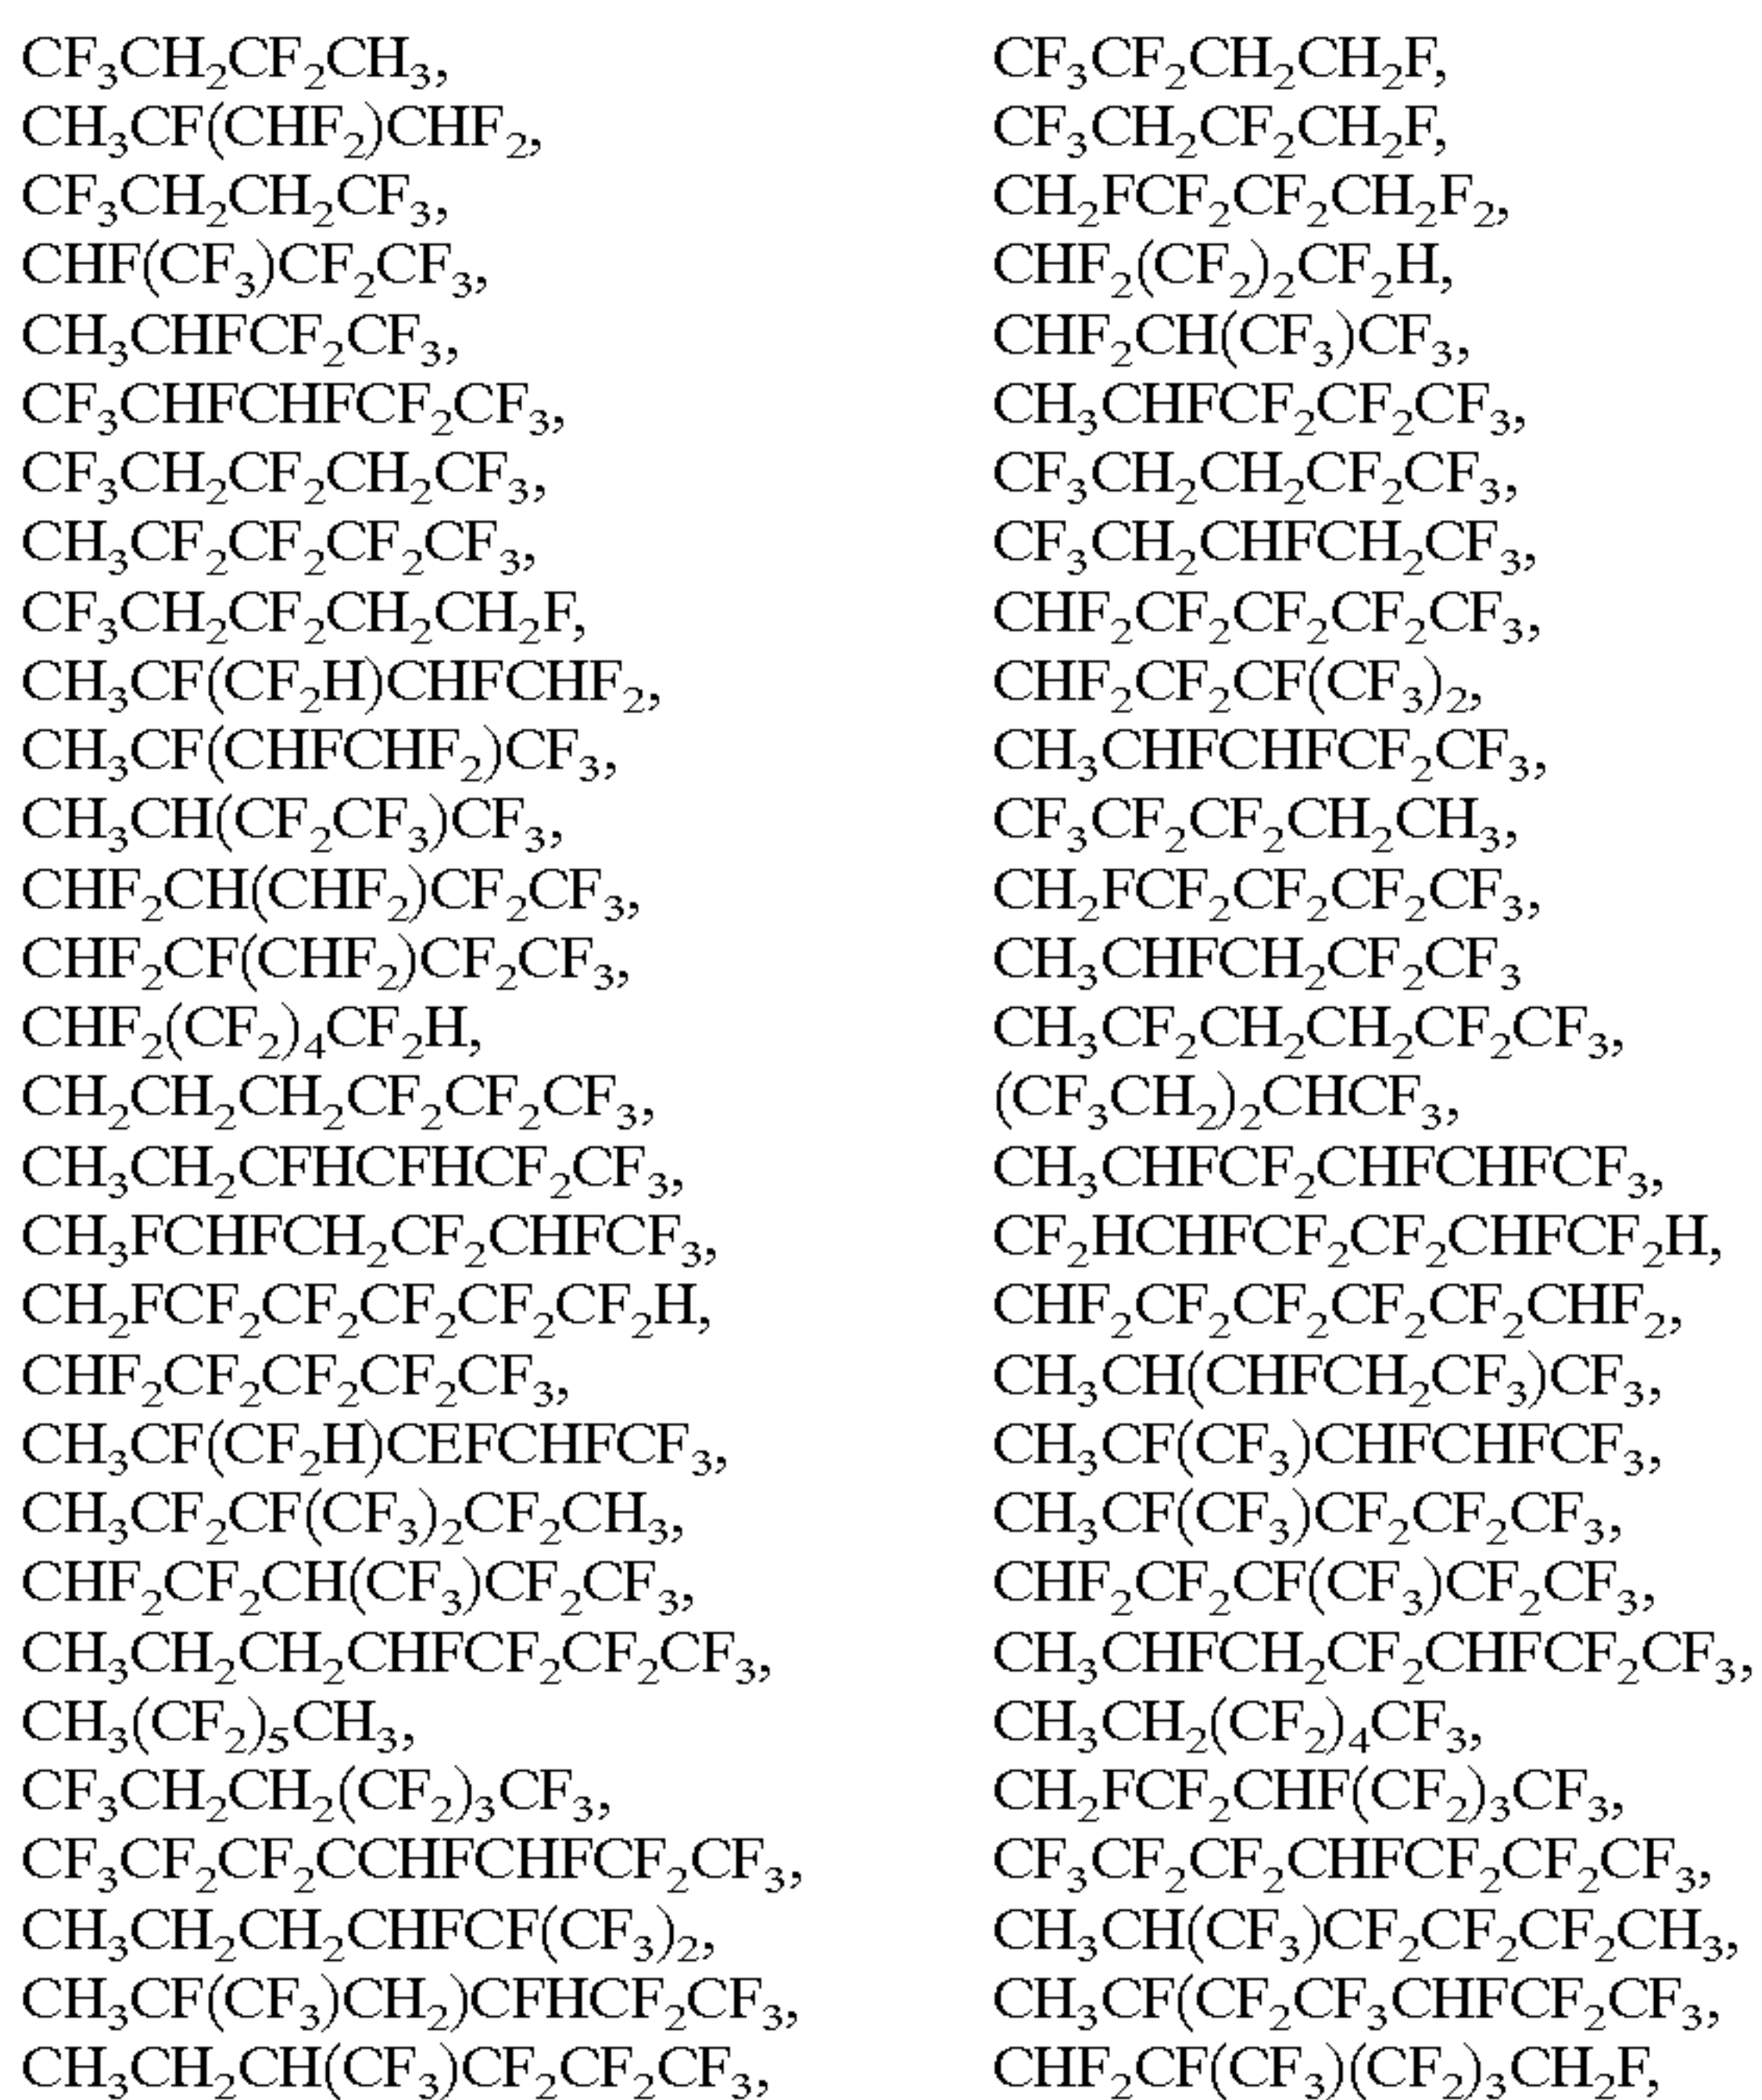 CF₃CH₂CF₂CH₃, CF₃CF₂CH₂CH₂F,
CH₃CF(CHF₂)CHF₂, CF₃CH₂CF₂CH₂F,
CF₃CH₂CH₂CF₃, CH₂FCF₂CF₂CH₂F₂,
CHF(CF₃)CF₂CF₃, CHF₂(CF₂)₂CF₂H,
CH₃CHFCF₂CF₃, CHF₂CH(CF₃)CF₃,
CF₃CHFCHFCF₂CF₃, CH₃CHFCF₂CF₂CF₃,
CF₃CH₂CF₂CH₂CF₃, CF₃CH₂CH₂CF₂CF₃,
CH₃CF₂CF₂CF₂CF₃, CF₃CH₂CHFCH₂CF₃,
CF₃CH₂CF₂CH₂CH₂F, CHF₂CF₂CF₂CF₂CF₃,
CH₃CF(CF₂H)CHFCHF₂, CHF₂CF₂CF(CF₃)₂,
CH₃CF(CHFCHF₂)CF₃, CH₃CHFCHFCF₂CF₃,
CH₃CH(CF₂CF₃)CF₃, CF₃CF₂CF₂CH₂CH₃,
CHF₂CH(CHF₂)CF₂CF₃, CH₂FCF₂CF₂CF₂CF₃,
CHF₂CF(CHF₂)CF₂CF₃, CH₃CHFCH₂CF₂CF₃
CHF₂(CF₂)₄CF₂H, CH₃CF₂CH₂CH₂CF₂CF₃,
CH₂CH₂CH₂CF₂CF₂CF₃, (CF₃CH₂)₂CHCF₃,
CH₃CH₂CFHCFHCF₂CF₃, CH₃CHFCF₂CHFCHFCF₃,
CH₃FCHFCH₂CF₂CHFCF₃, CF₂HCHFCF₂CF₂CHFCF₂H,
CH₂FCF₂CF₂CF₂CF₂CF₂H, CHF₂CF₂CF₂CF₂CF₂CHF₂,
CHF₂CF₂CF₂CF₂CF₃, CH₃CH(CHFCH₂CF₃)CF₃,
CH₃CF(CF₂H)CEFCHFCF₃, CH₃CF(CF₃)CHFCHFCF₃,
CH₃CF₂CF(CF₃)₂CF₂CH₃, CH₃CF(CF₃)CF₂CF₂CF₃,
CHF₂CF₂CH(CF₃)CF₂CF₃, CHF₂CF₂CF(CF₃)CF₂CF₃,
CH₃CH₂CH₂CHFCF₂CF₂CF₃, CH₃CHFCH₂CF₂CHFCF₂CF₃,
CH₃(CF₂)₅CH₃, CH₃CH₂(CF₂)₄CF₃,
CF₃CH₂CH₂(CF₂)₃CF₃, CH₂FCF₂CHF(CF₂)₃CF₃,
CF₃CF₂CF₂CCHFCHFCF₂CF₃, CF₃CF₂CF₂CHFCF₂CF₂CF₃,
CH₃CH₂CH₂CHFCF(CF₃)₂, CH₃CH(CF₃)CF₂CF₂CF₂CH₃,
CH₃CF(CF₃)CH₂)CFHCF₂CF₃, CH₃CF(CF₂CF₃CHFCF₂CF₃,
CH₃CH₂CH(CF₃)CF₂CF₂CF₃, CHF₂CF(CF₃)(CF₂)₃CH₂F,